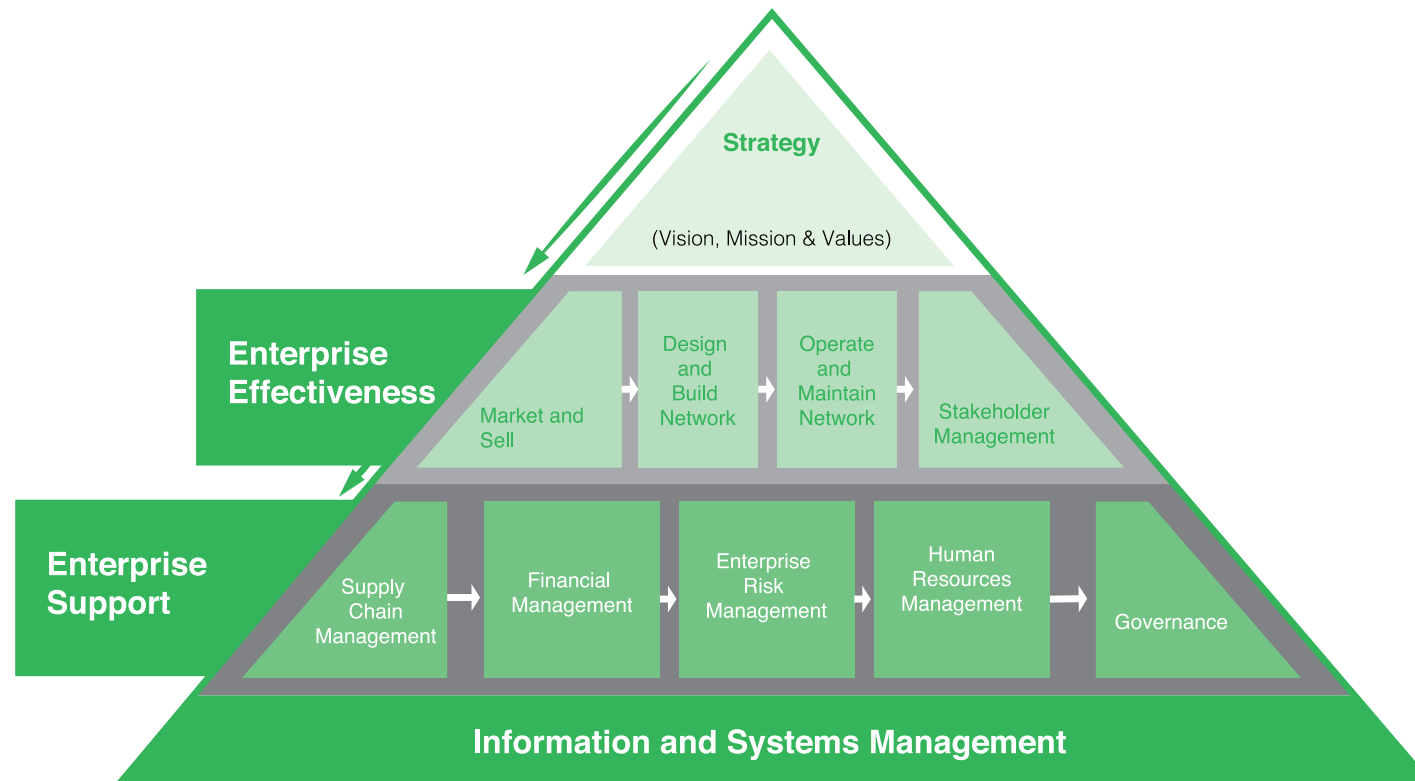 Strategy
(Vision, Mission & Values)
Enterprise
Effectiveness
Market and
Sell
Design
and
Build
Network
Operate
and
Maintain
Network
Stakeholder
Management
Enterprise
Support
Supply
Chain
Management
Financial
Management
Enterprise
Risk
Management
Human
Resources
Management
Governance
Information and Systems Management